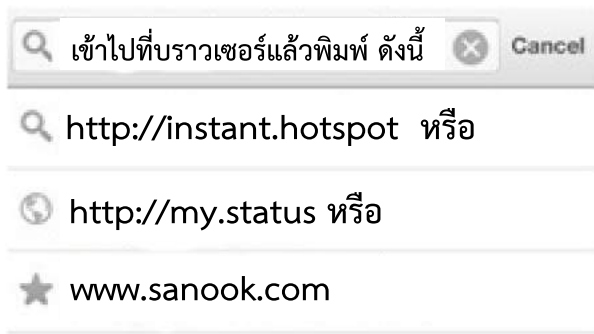 เข้าไปที่บราวเซอร์แล้วพิมพ์ ดังนี้ Cancel
http://instant.hotspot หรือ
http://my.status หรือ
www.sanook.com